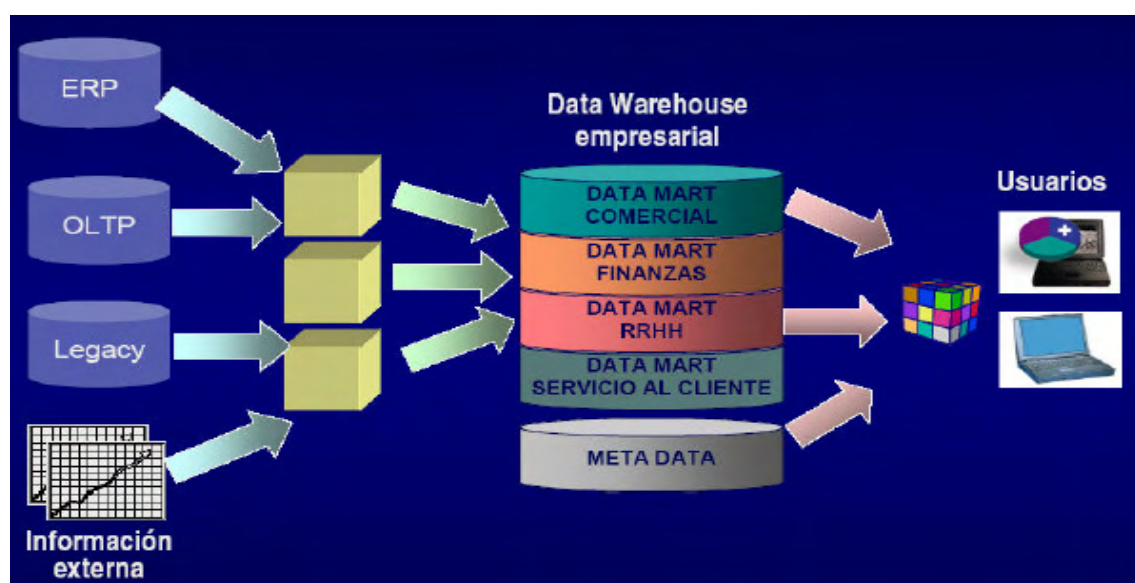 ERP
OLTP
Legacy
Información
externa
Data Warehouse
empresarial
DATA MART
COMERCIAL
DATA MART
FINANZAS
DATA MART
RRHH
DATA MART
SERVICIO AL CLIENTE
META DATA
Usuarios